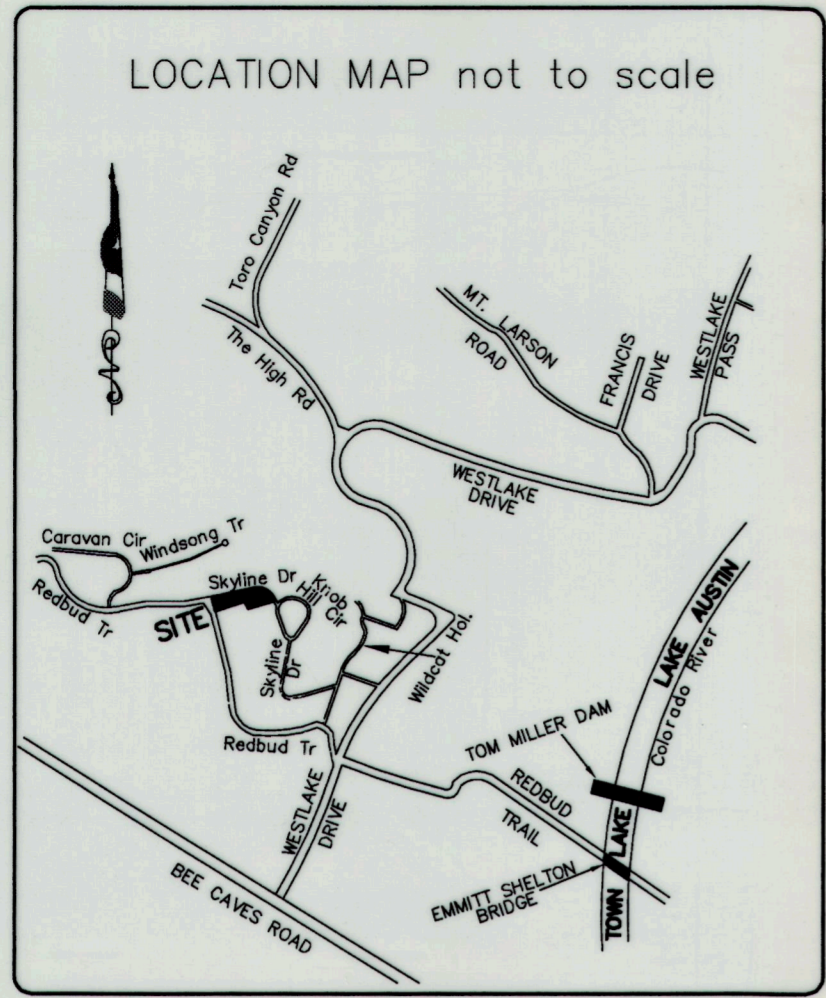 LOCATION MAP not to scale
Toro Canyon Rd
The High Rd
MT. LARSON
ROAD
FRANCIS
DRIVE
WESTLAKE
PASS
WESTLAKE
DRIVE
Caravan Cir
Windsong Tr
Redbud Tr
SITE
Skyline Dr
Knob
Hill Cir
Skyline
Dr
Wildcat Hol.
Redbud Tr
LAKE AUSTIN
Colorado River
TOM MILLER DAM
REDBUD
TRAIL
WESTLAKE
DRIVE
BEE CAVES ROAD
EMMITT SHELTON
BRIDGE
TOWN LAKE